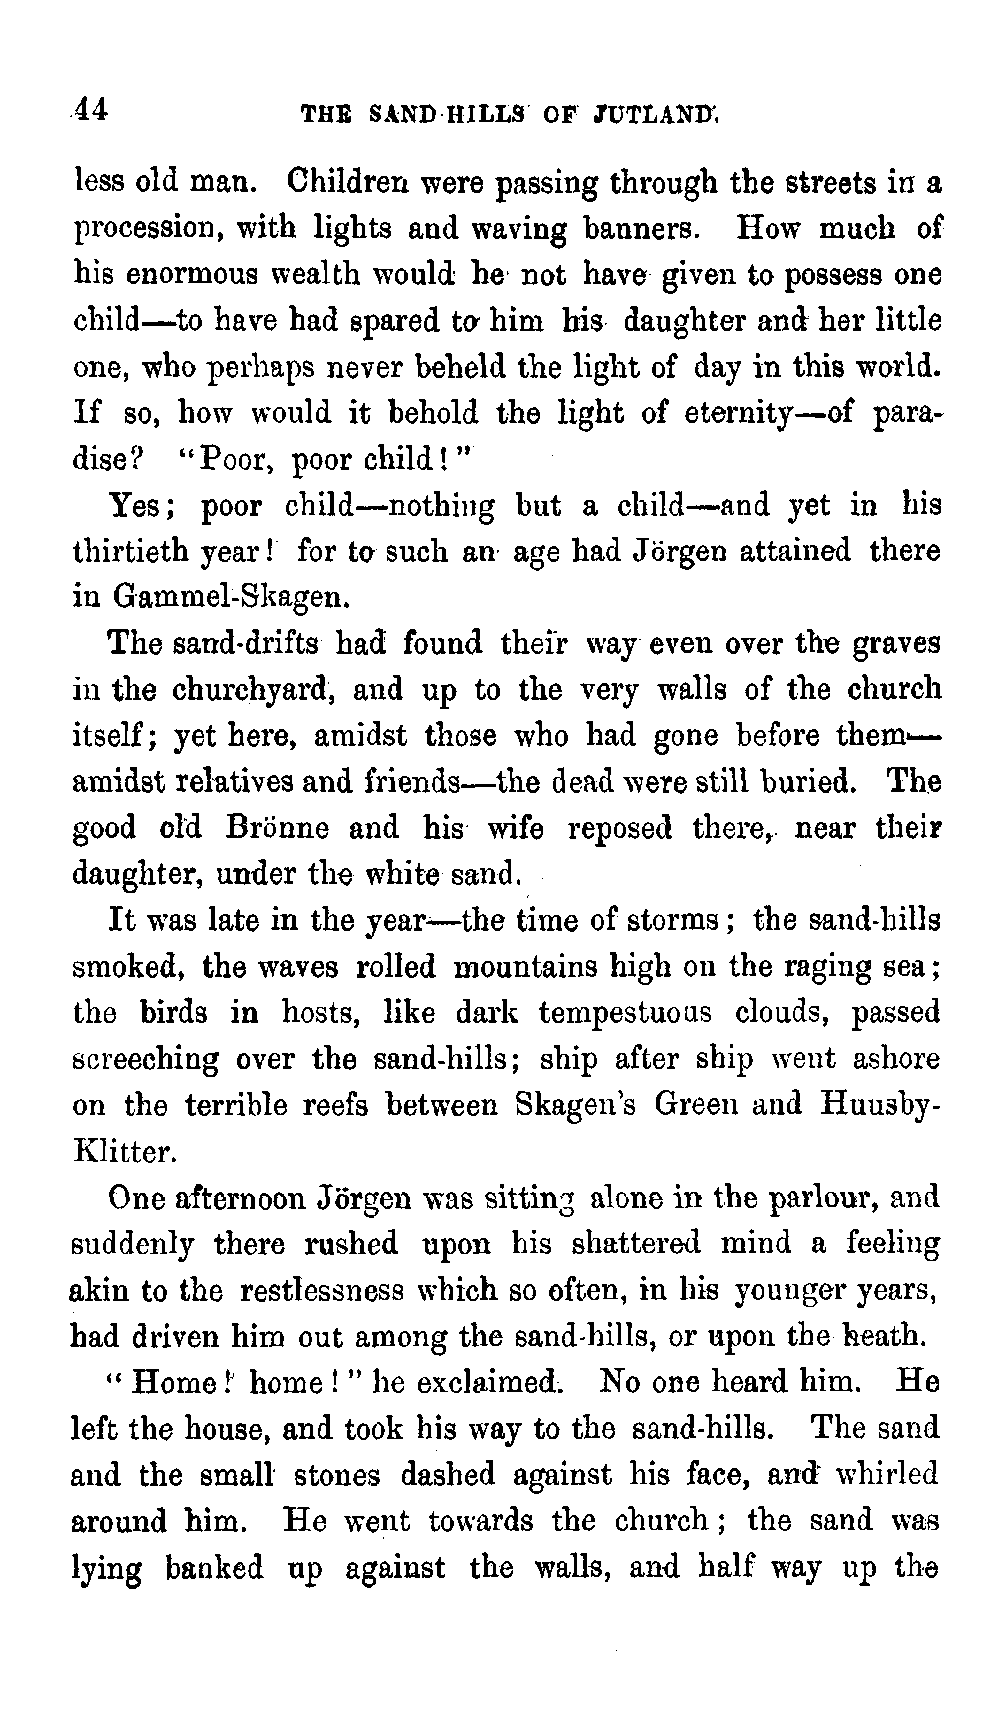 44 THE SAND-HILLS OF JUTLAND.
less old man. Children were passing through the streets in a
procession, with lights and waving banners. How much of
his enormous wealth would he not have given to possess one
child—to have had spared to him his daughter and her little
one, who perhaps never beheld the light of day in this world.
If so, how would it behold the light of eternity—of para-
dise? "Poor, poor child!"
Yes; poor child—nothing but a child—and yet in his
thirtieth year! for to such an age had Jörgen attained there
in Gammel-Skagen.
The sand-drifts had found their way even over the graves
in the churchyard, and up to the very walls of the church
itself; yet here, amidst those who had gone before them—
amidst relatives and friends—the dead were still buried. The
good old Brönne and his wife reposed there, near their
daughter, under the white sand.
It was late in the year—the time of storms; the sand-hills
smoked, the waves rolled mountains high on the raging sea;
the birds in hosts, like dark tempestuous clouds, passed
screeching over the sand-hills; ship after ship went ashore
on the terrible reefs between Skagen's Green and Huusby-
Klitter.
One afternoon Jörgen was sitting alone in the parlour, and
suddenly there rushed upon his shattered mind a feeling
akin to the restlessness which so often, in his younger years,
had driven him out among the sand-hills, or upon the heath.
"Home! home!" he exclaimed. No one heard him. He
left the house, and took his way to the sand-hills. The sand
and the small stones dashed against his face, and whirled
around him. He went towards the church; the sand was
lying banked up against the walls, and half way up the